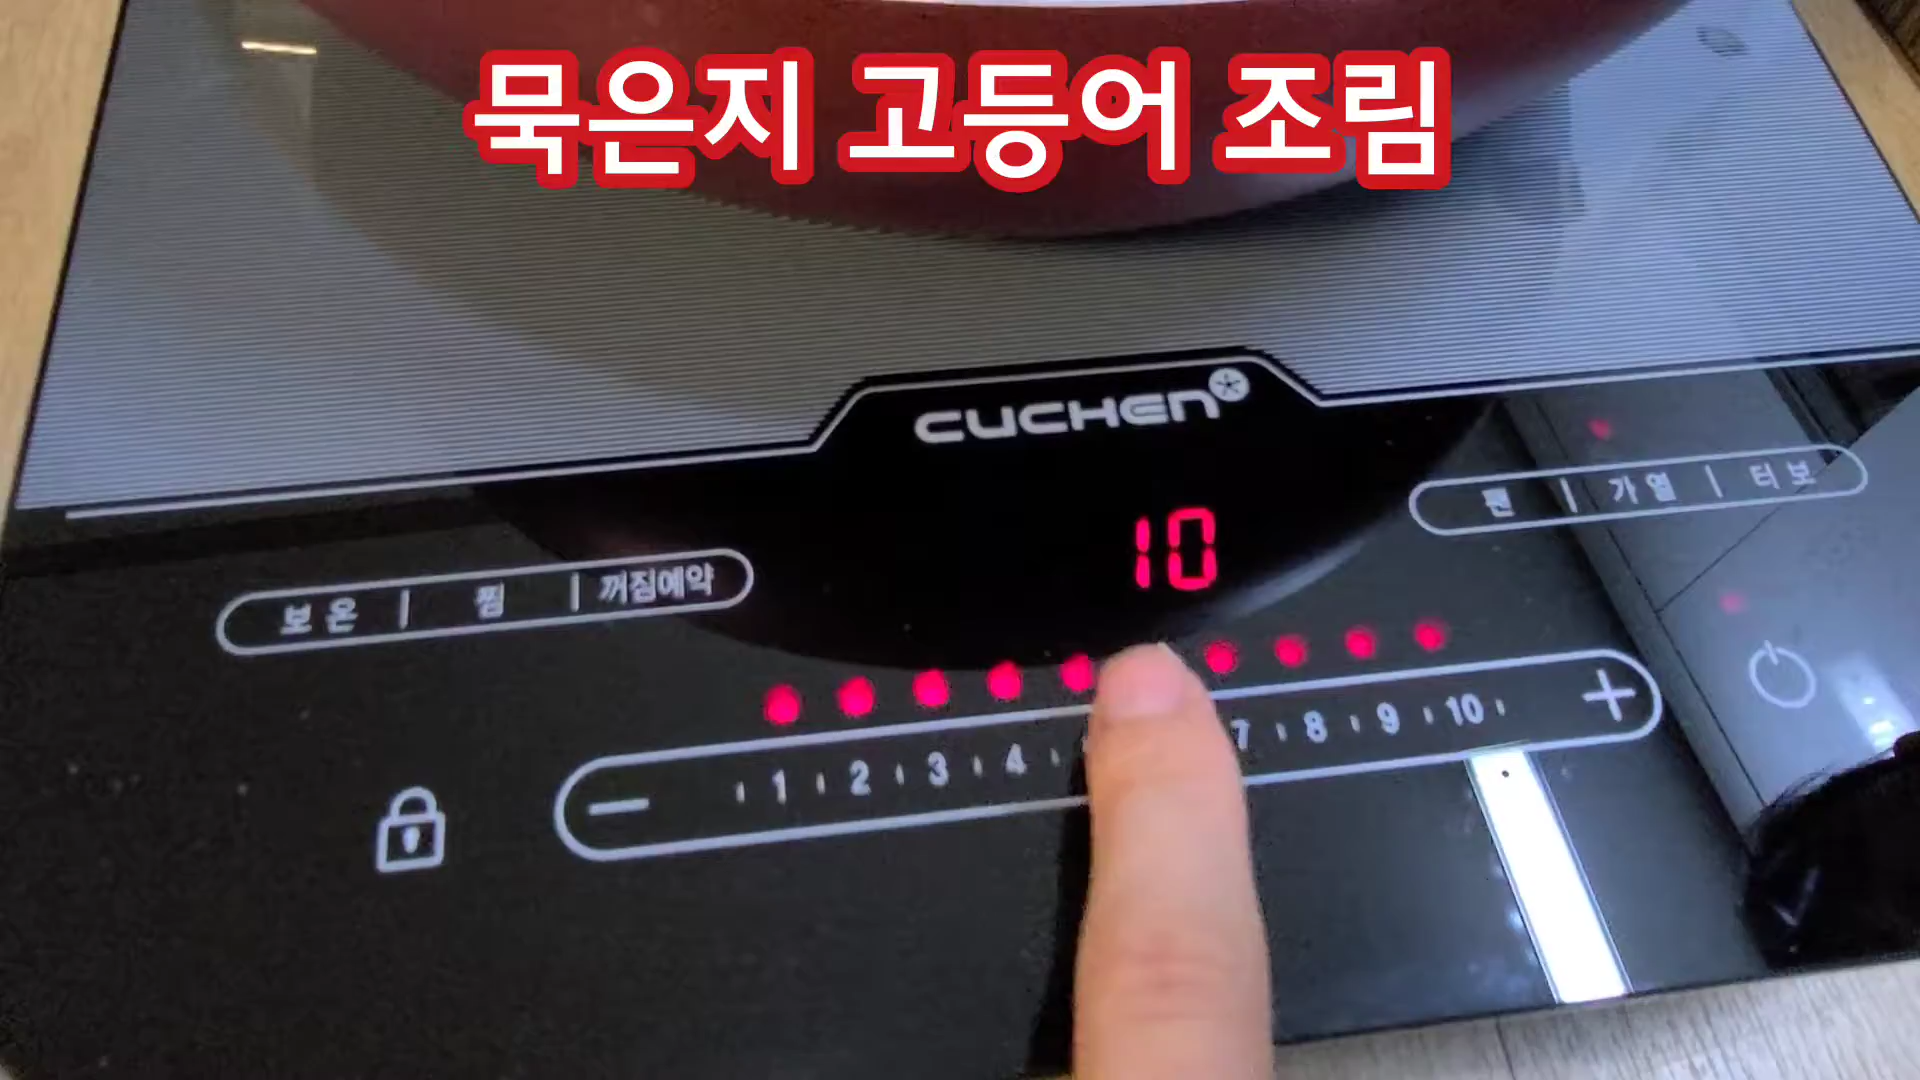 묵은지 고등어 조림
CUCHEN
팬 | 가열 | 터보
10
보온 | 찜 | 꺼짐예약
1 2 3 4 7 8 9 10 +
−